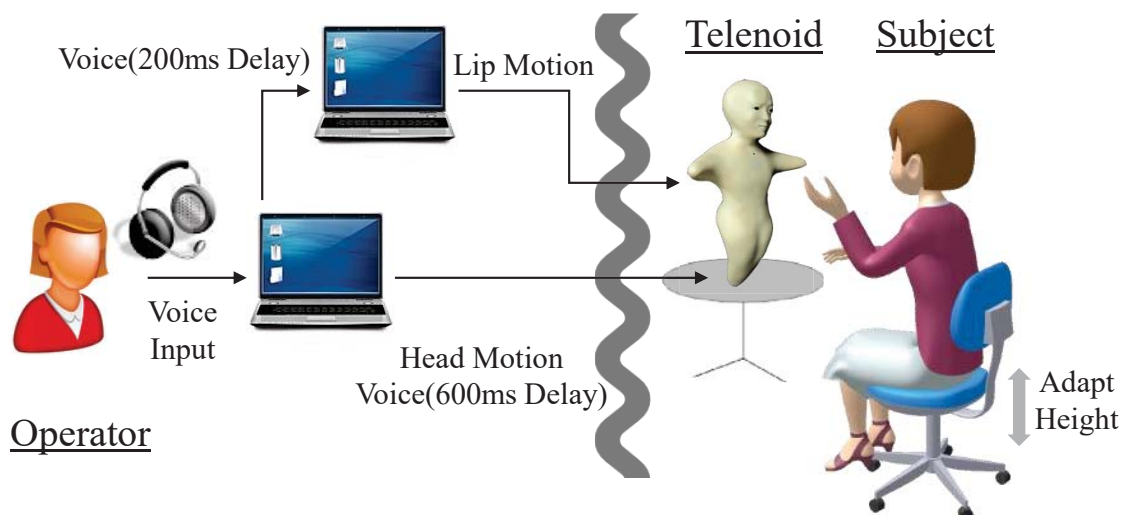 Telenoid
Subject
Voice(200ms Delay)
Lip Motion
Voice
Input
Head Motion
Voice(600ms Delay)
Adapt
Height
Operator